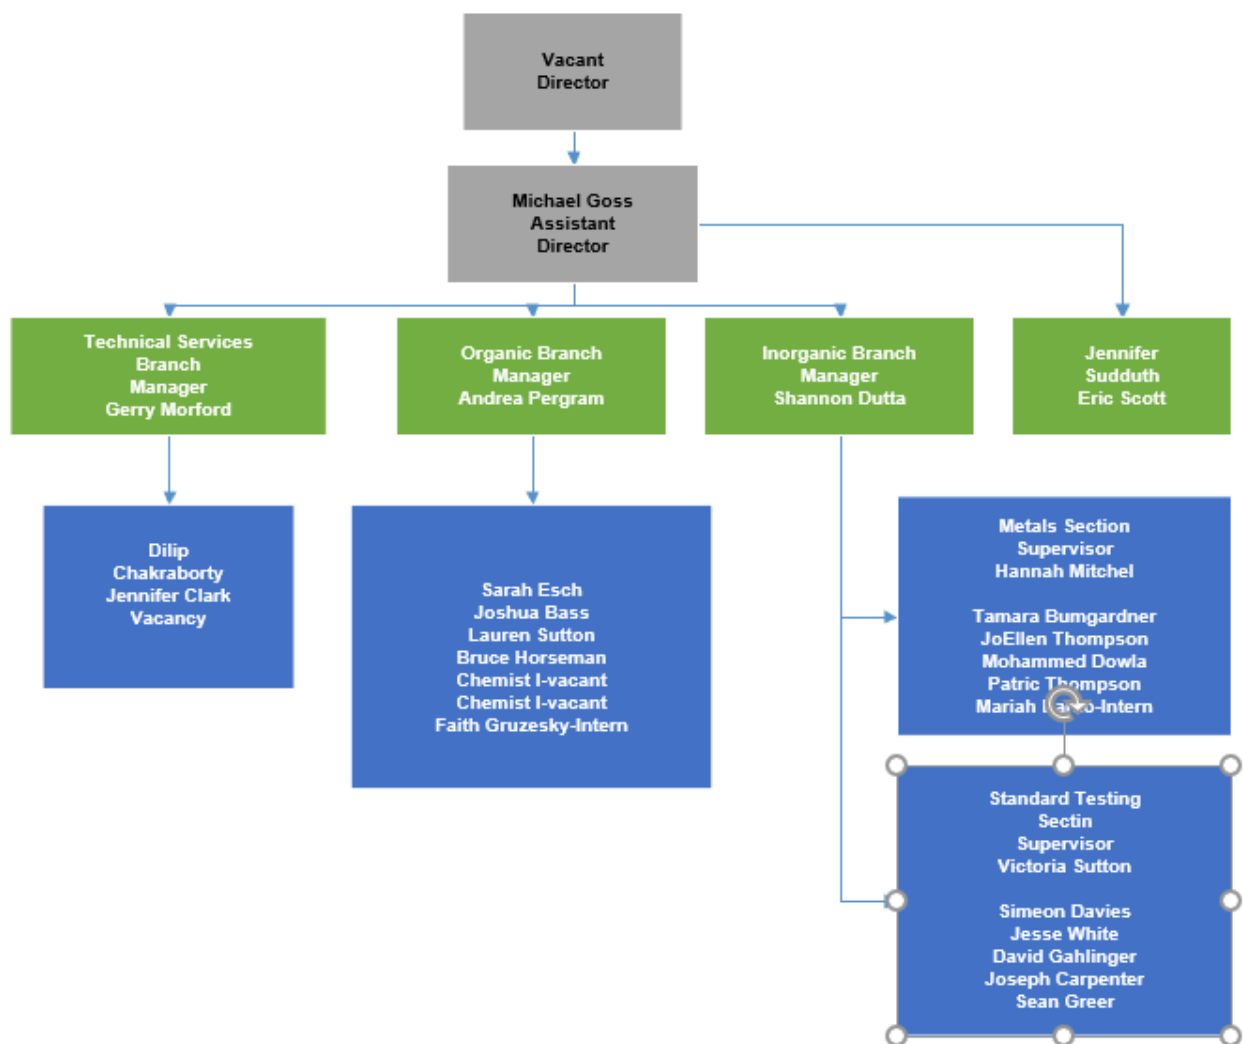 Vacant
Director
Michael Goss
Assistant
Director
Technical Services
Branch
Manager
Gerry Morford
Organic Branch
Manager
Andrea Pergram
Inorganic Branch
Manager
Shannon Dutta
Jennifer
Sudduth
Eric Scott
Dilip
Chakraborty
Jennifer Clark
Vacancy
Sarah Esch
Joshua Bass
Lauren Sutton
Bruce Horseman
Chemist I-vacant
Chemist I-vacant
Faith Gruzesky-Intern
Metals Section
Supervisor
Hannah Mitchel
Tamara Bumgardner
JoEllen Thompson
Mohammed Dowla
Patric Thompson
Mariah
Standard Testing
Sectin
Supervisor
Victoria Sutton
Simeon Davies
Jesse White
David Gahlinger
Joseph Carpenter
Sean Greer